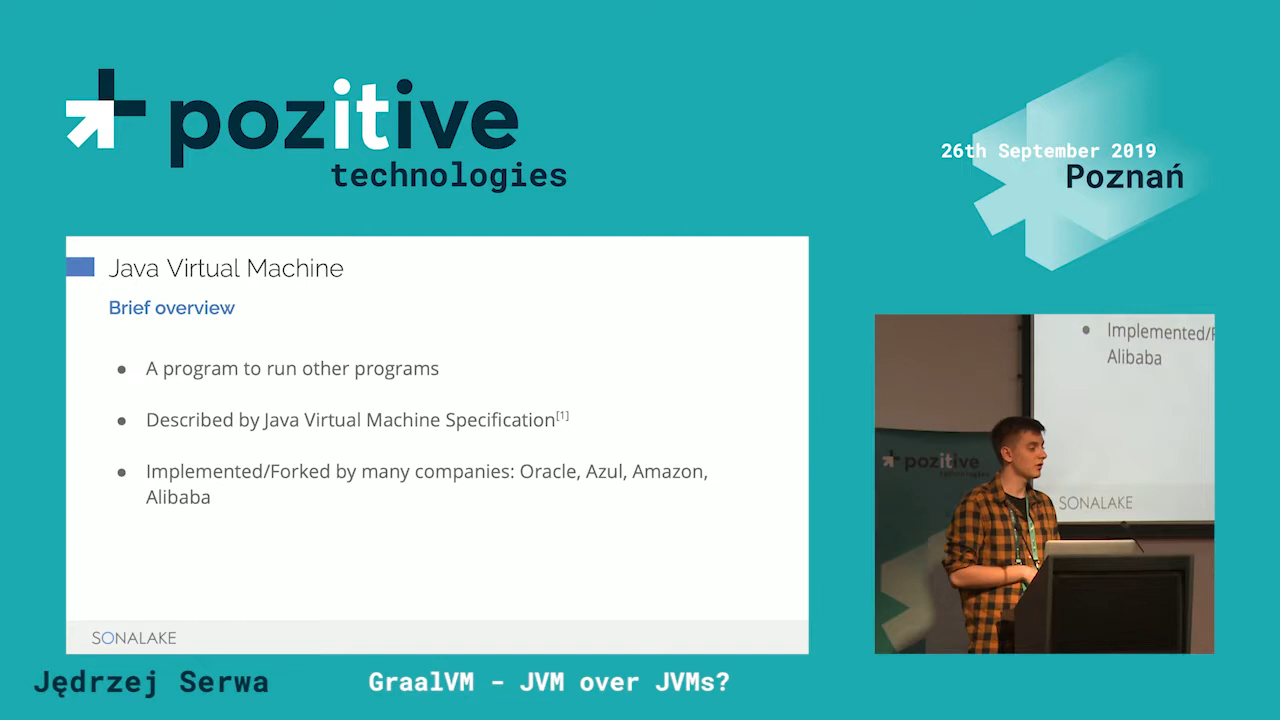 pozitive
technologies
26th September 2019
Poznań
Java Virtual Machine
Brief overview
• A program to run other programs
• Described by Java Virtual Machine Specification[1]
• Implemented/Forked by many companies: Oracle, Azul, Amazon,
Alibaba
SONALAKE
• Implemented/F
Alibaba
pozitive
technologies
SONALAKE
Jędrzej Serwa
GraalVM - JVM over JVMs?